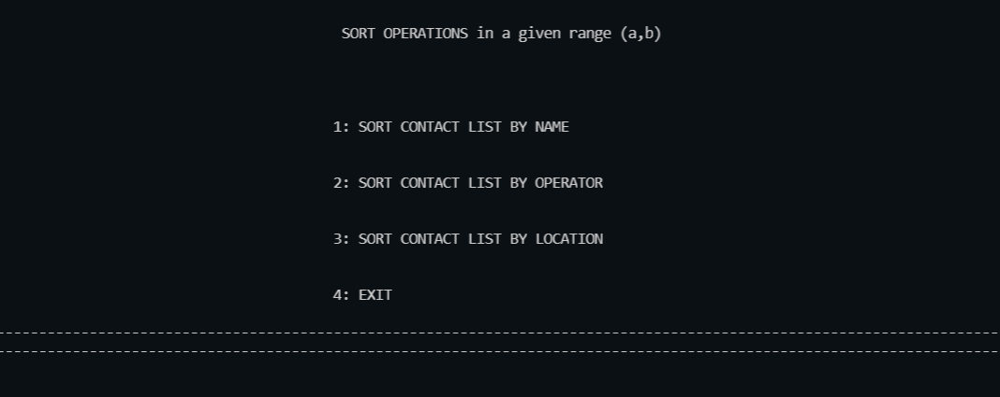 SORT OPERATIONS in a given range (a,b)
1: SORT CONTACT LIST BY NAME
2: SORT CONTACT LIST BY OPERATOR
3: SORT CONTACT LIST BY LOCATION
4: EXIT
------------------------------------------------------------------------------------------------------------------------
------------------------------------------------------------------------------------------------------------------------